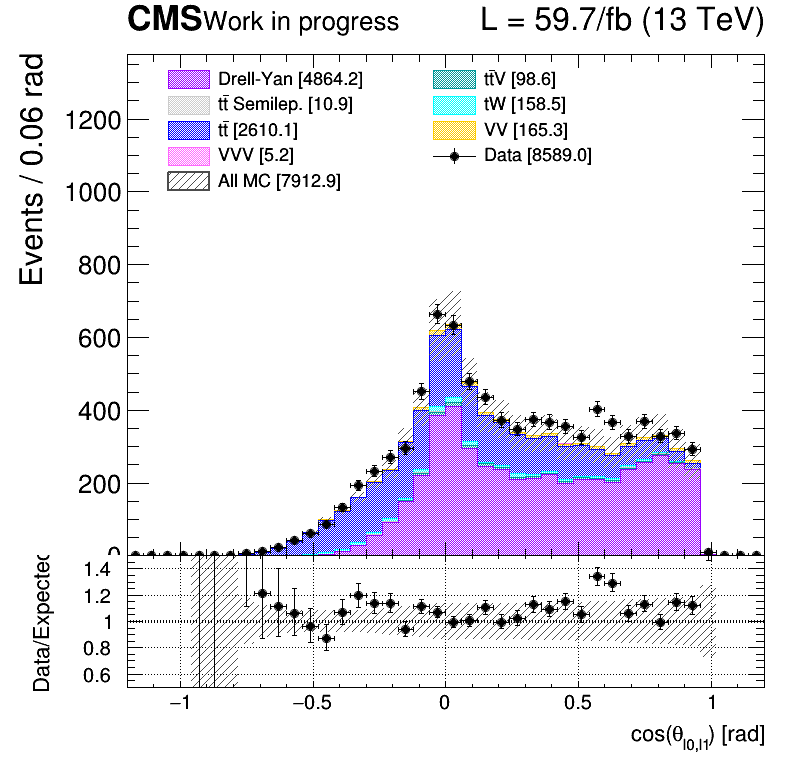 CMS Work in progress L = 59.7/fb (13 TeV)
Drell-Yan [4864.2] tt̄V [98.6]
tt̄ Semilep. [10.9] tW [158.5]
tt̄ [2610.1] VV [165.3]
VVV [5.2] Data [8589.0]
All MC [7912.9]
Events / 0.06 rad
1200
1000
800
600
400
200
0
Data/Expected
1.4
1.2
1
0.8
0.6
−1 −0.5 0 0.5 1
cos(θl0,l1) [rad]